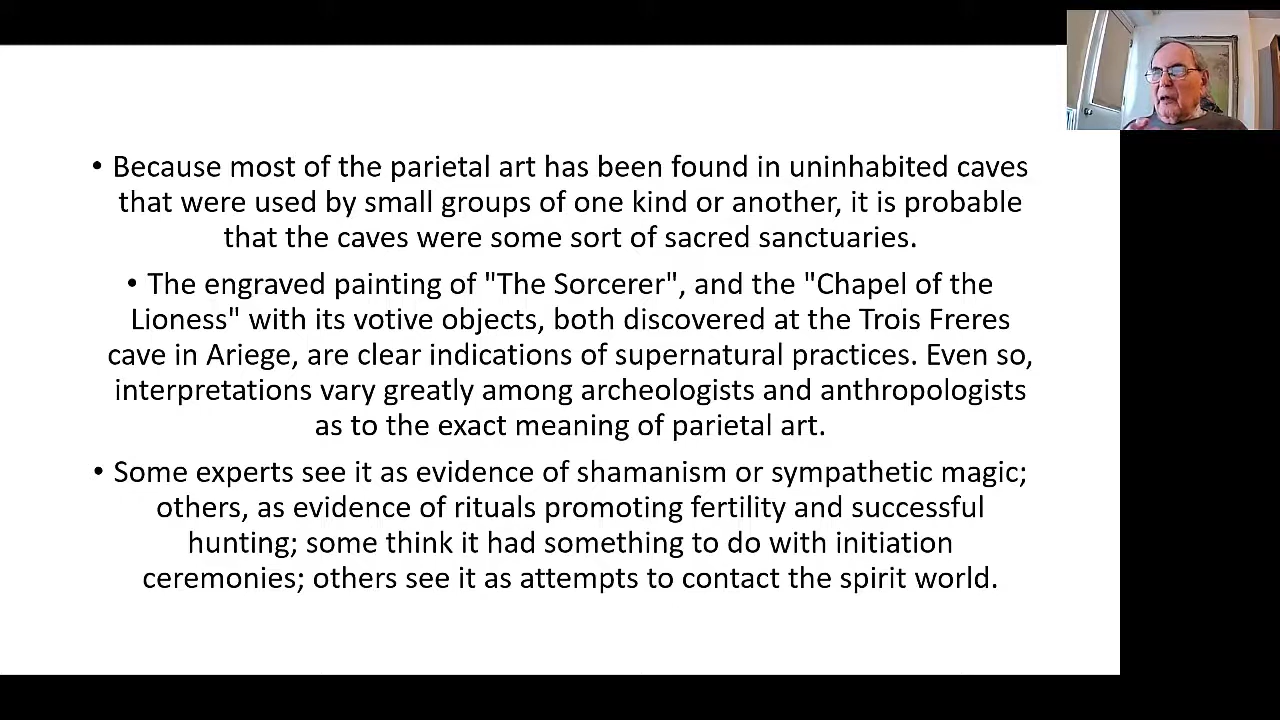 • Because most of the parietal art has been found in uninhabited caves
that were used by small groups of one kind or another, it is probable
that the caves were some sort of sacred sanctuaries.
• The engraved painting of "The Sorcerer", and the "Chapel of the
Lioness" with its votive objects, both discovered at the Trois Freres
cave in Ariege, are clear indications of supernatural practices. Even so,
interpretations vary greatly among archeologists and anthropologists
as to the exact meaning of parietal art.
• Some experts see it as evidence of shamanism or sympathetic magic;
others, as evidence of rituals promoting fertility and successful
hunting; some think it had something to do with initiation
ceremonies; others see it as attempts to contact the spirit world.